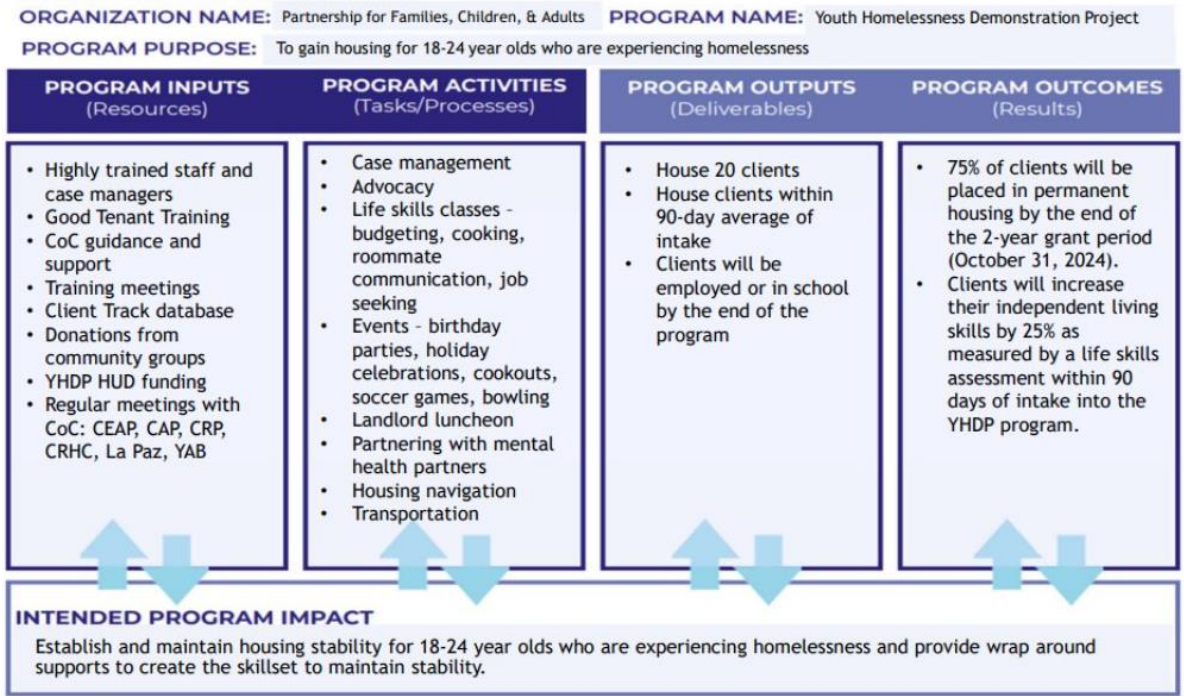 ORGANIZATION NAME: Partnership for Families, Children, & Adults PROGRAM NAME: Youth Homelessness Demonstration Project
PROGRAM PURPOSE: To gain housing for 18-24 year olds who are experiencing homelessness
PROGRAM INPUTS
(Resources)
• Highly trained staff and
case managers
• Good Tenant Training
• CoC guidance and
support
• Training meetings
• Client Track database
• Donations from
community groups
• YHDP HUD funding
• Regular meetings with
CoC: CEAP, CAP, CRP,
CRHC, La Paz, YAB
PROGRAM ACTIVITIES
(Tasks/Processes)
• Case management
• Advocacy
• Life skills classes –
budgeting, cooking,
roommate
communication, job
seeking
• Events – birthday
parties, holiday
celebrations, cookouts,
soccer games, bowling
• Landlord luncheon
• Partnering with mental
health partners
• Housing navigation
• Transportation
PROGRAM OUTPUTS
(Deliverables)
• House 20 clients
• House clients within
90-day average of
intake
• Clients will be
employed or in school
by the end of the
program
PROGRAM OUTCOMES
(Results)
• 75% of clients will be
placed in permanent
housing by the end of
the 2-year grant period
(October 31, 2024).
• Clients will increase
their independent living
skills by 25% as
measured by a life skills
assessment within 90
days of intake into the
YHDP program.
INTENDED PROGRAM IMPACT
Establish and maintain housing stability for 18-24 year olds who are experiencing homelessness and provide wrap around
supports to create the skillset to maintain stability.